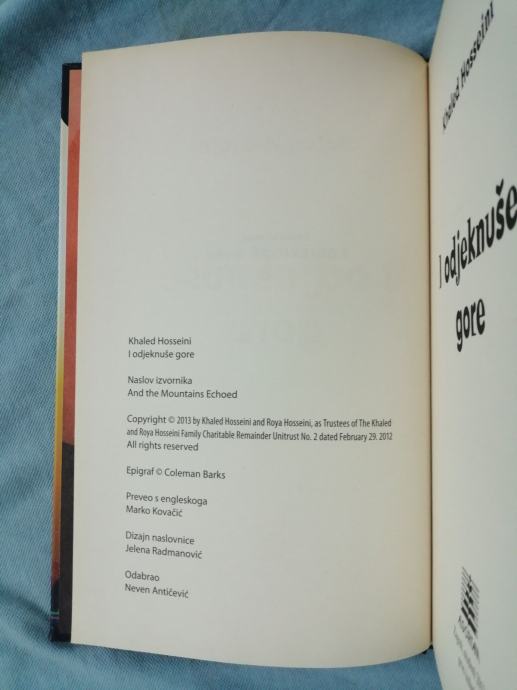 Khaled Hosseini
I odjeknuše gore
Naslov izvornika
And the Mountains Echoed
Copyright © 2013 by Khaled Hosseini and Roya Hosseini, as Trustees of The Khaled
and Roya Hosseini Family Charitable Remainder Unitrust No. 2 dated February 29. 2012
All rights reserved
Epigraf © Coleman Barks
Preveo s engleskoga
Marko Kovačić
Dizajn naslovnice
Jelena Radmanović
Odabrao
Neven Antičević
Khaled Hosseini
I odjeknuše
gore